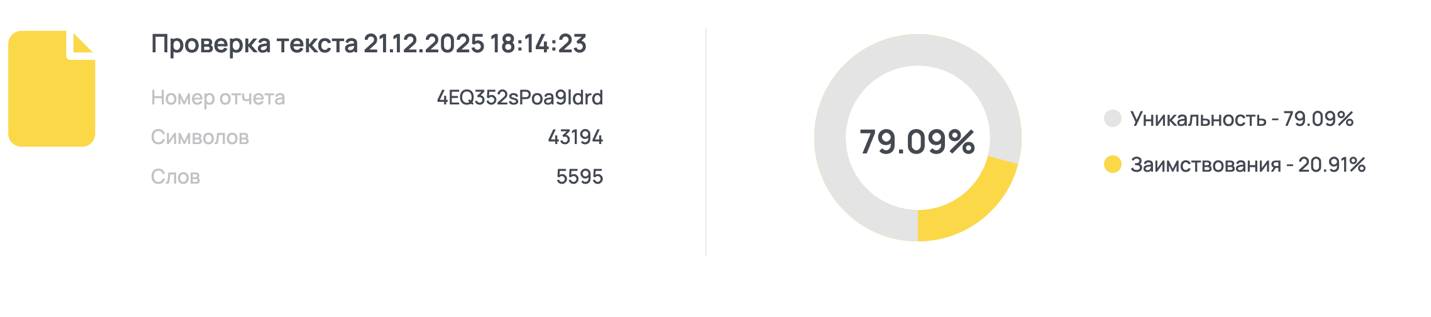 Проверка текста 21.12.2025 18:14:23
Номер отчета 4EQ352sPoa9ldrd
Символов 43194
Слов 5595
79.09%
Уникальность - 79.09%
Заимствования - 20.91%